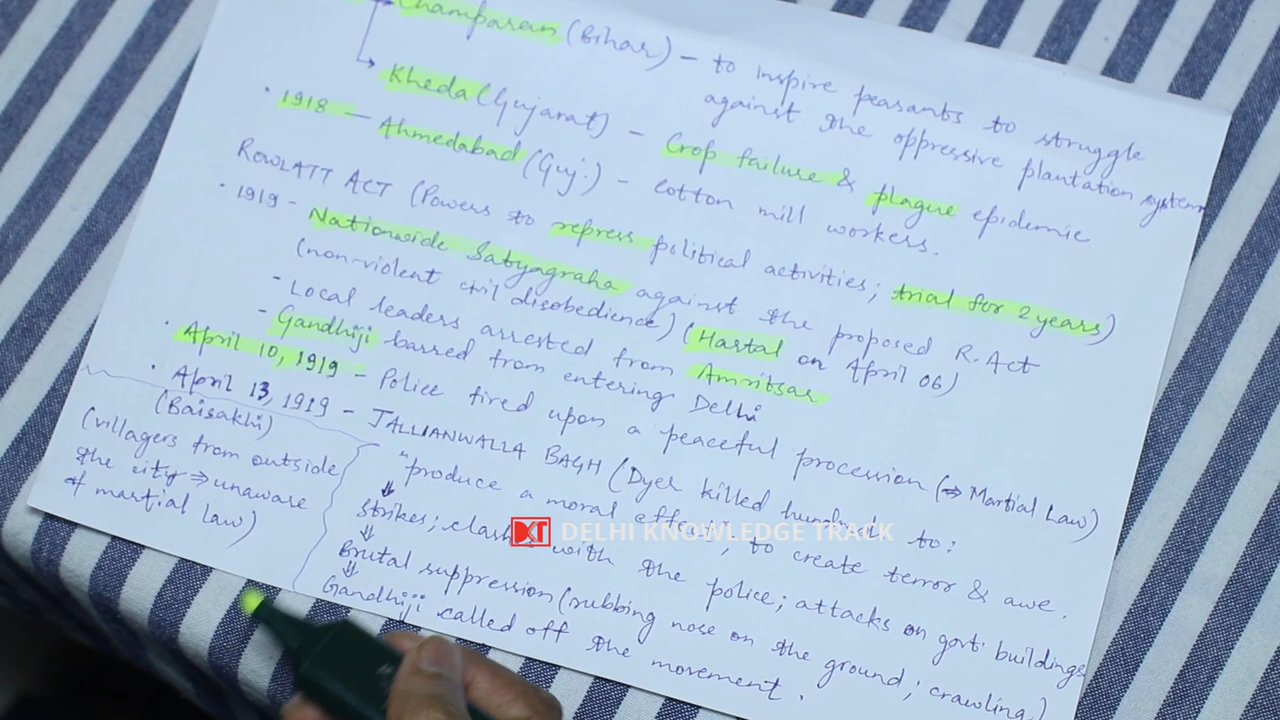 Champaran (Bihar) – to inspire peasants to struggle
against the oppressive plantation system
Kheda (Gujarat) – Crop failure & plague epidemic
• 1918 – Ahmedabad (Guj.) – cotton mill workers.
ROWLATT ACT (Powers to repress political activities; trial for 2 years)
• 1919 – Nationwide Satyagraha against the proposed R. Act
(non-violent civil disobedience) (Hartal on April 06)
- Local leaders arrested from Amritsar
- Gandhiji barred from entering Delhi
• April 10, 1919 – Police fired upon a peaceful procession (⇒ Martial Law)
• April 13, 1919 – JALLIANWALLA BAGH (Dyer killed hundreds to:
(Baisakhi)
"produce a moral effect", to create terror & awe.
(villagers from outside
the city ⇒ unaware
of martial law)
⇓
strikes; clashes with the police; attacks on govt. buildings
⇓
Brutal suppression (rubbing nose on the ground; crawling)
⇓
Gandhiji called off the movement.
DKT DELHI KNOWLEDGE TRACK